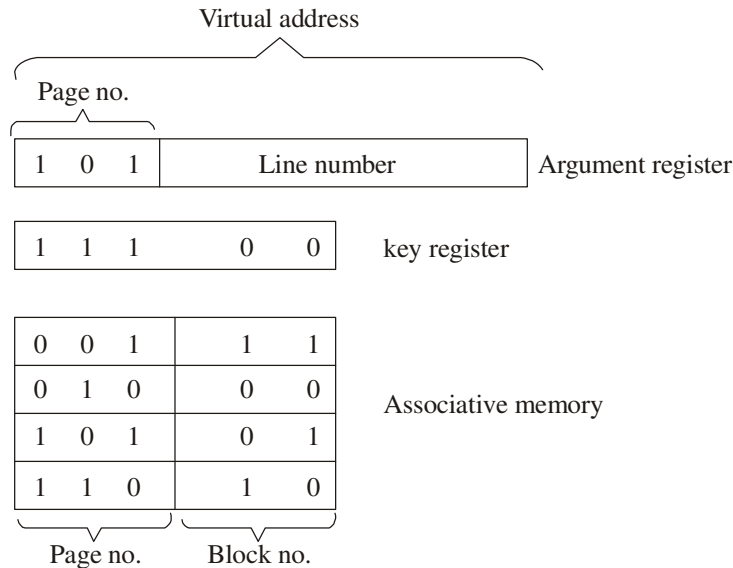 Virtual address
Page no.
1 0 1 Line number Argument register
1 1 1 0 0 key register
0 0 1 1 1
0 1 0 0 0
Associative memory
1 0 1 0 1
1 1 0 1 0
Page no. Block no.